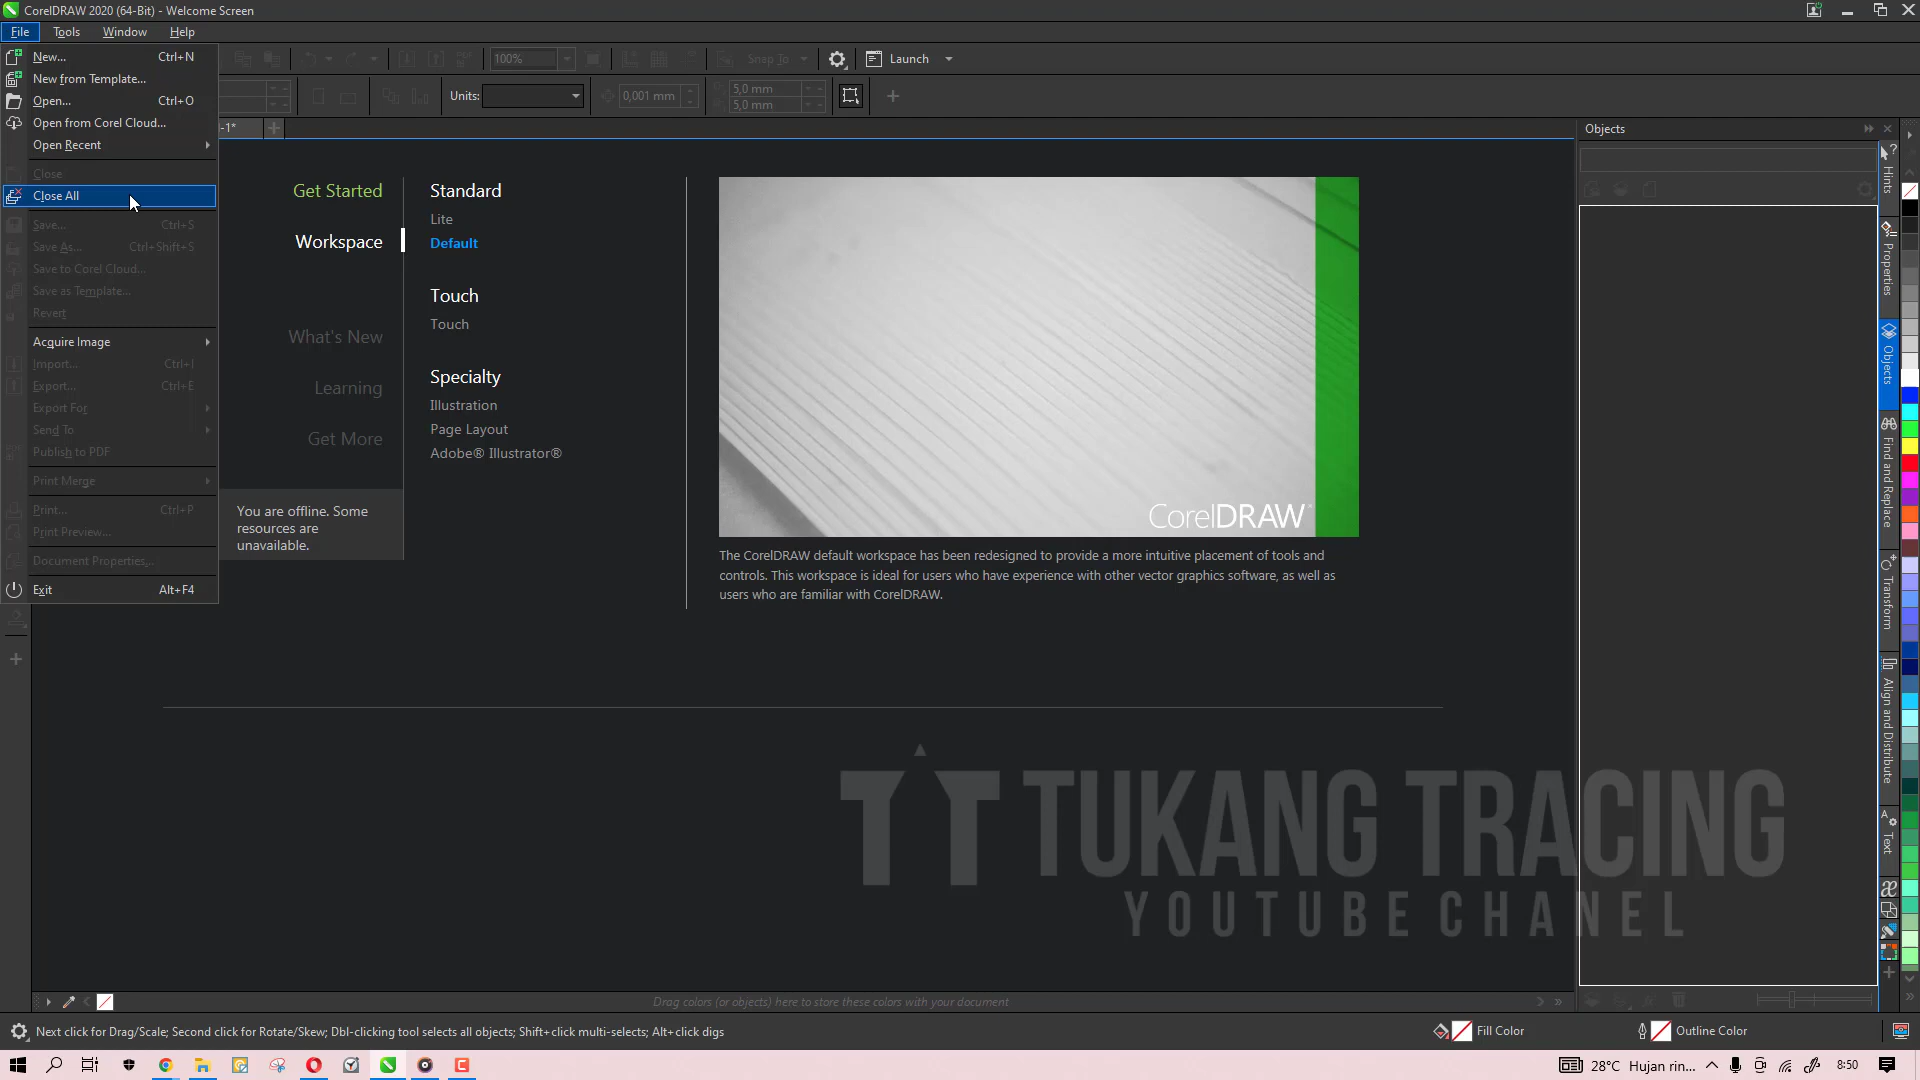 CorelDRAW 2020 (64-Bit) - Welcome Screen
File Tools Window Help
New... Ctrl+N
New from Template...
Open... Ctrl+O
Open from Corel Cloud...
Open Recent
Close
Close All
Save... Ctrl+S
Save As... Ctrl+Shift+S
Save to Corel Cloud...
Save as Template...
Revert
Acquire Image
Import... Ctrl+I
Export... Ctrl+E
Export For
Send To
Publish to PDF
Print Merge
Print... Ctrl+P
Print Preview...
Document Properties...
Exit Alt+F4
100% Snap To Launch
Units: 0,001 mm 5,0 mm
5,0 mm
-1*
Get Started
Workspace
What's New
Learning
Get More
You are offline. Some
resources are
unavailable.
Standard
Lite
Default
Touch
Touch
Specialty
Illustration
Page Layout
Adobe® Illustrator®
CorelDRAW
The CorelDRAW default workspace has been redesigned to provide a more intuitive placement of tools and
controls. This workspace is ideal for users who have experience with other vector graphics software, as well as
users who are familiar with CorelDRAW.
TT TUKANG TRACING
YOUTUBE CHANEL
Objects
Hints
Properties
Objects
Find and Replace
Transform
Align and Distribute
Text
Drag colors (or objects) here to store these colors with your document
Next click for Drag/Scale; Second click for Rotate/Skew; Dbl-clicking tool selects all objects; Shift+click multi-selects; Alt+click digs
Fill Color
Outline Color
28°C Hujan rin... 8:50